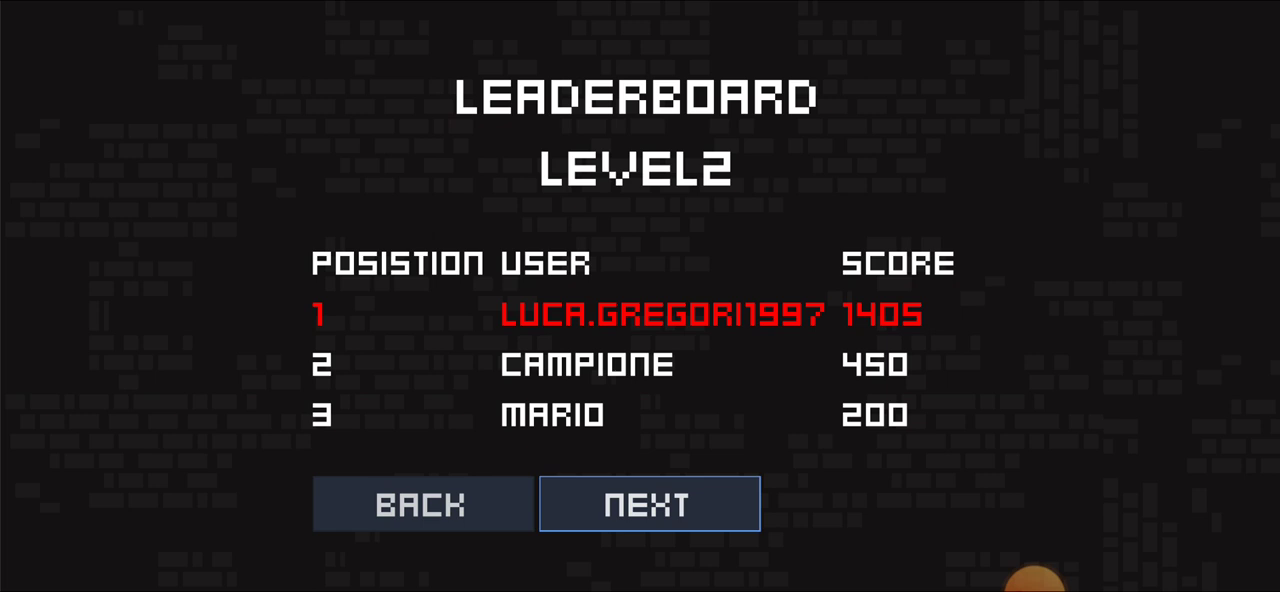 LEADERBOARD
LEVEL2
POSISTION USER SCORE
1 LUCA.GREGORI1997 1405
2 CAMPIONE 450
3 MARIO 200
BACK NEXT